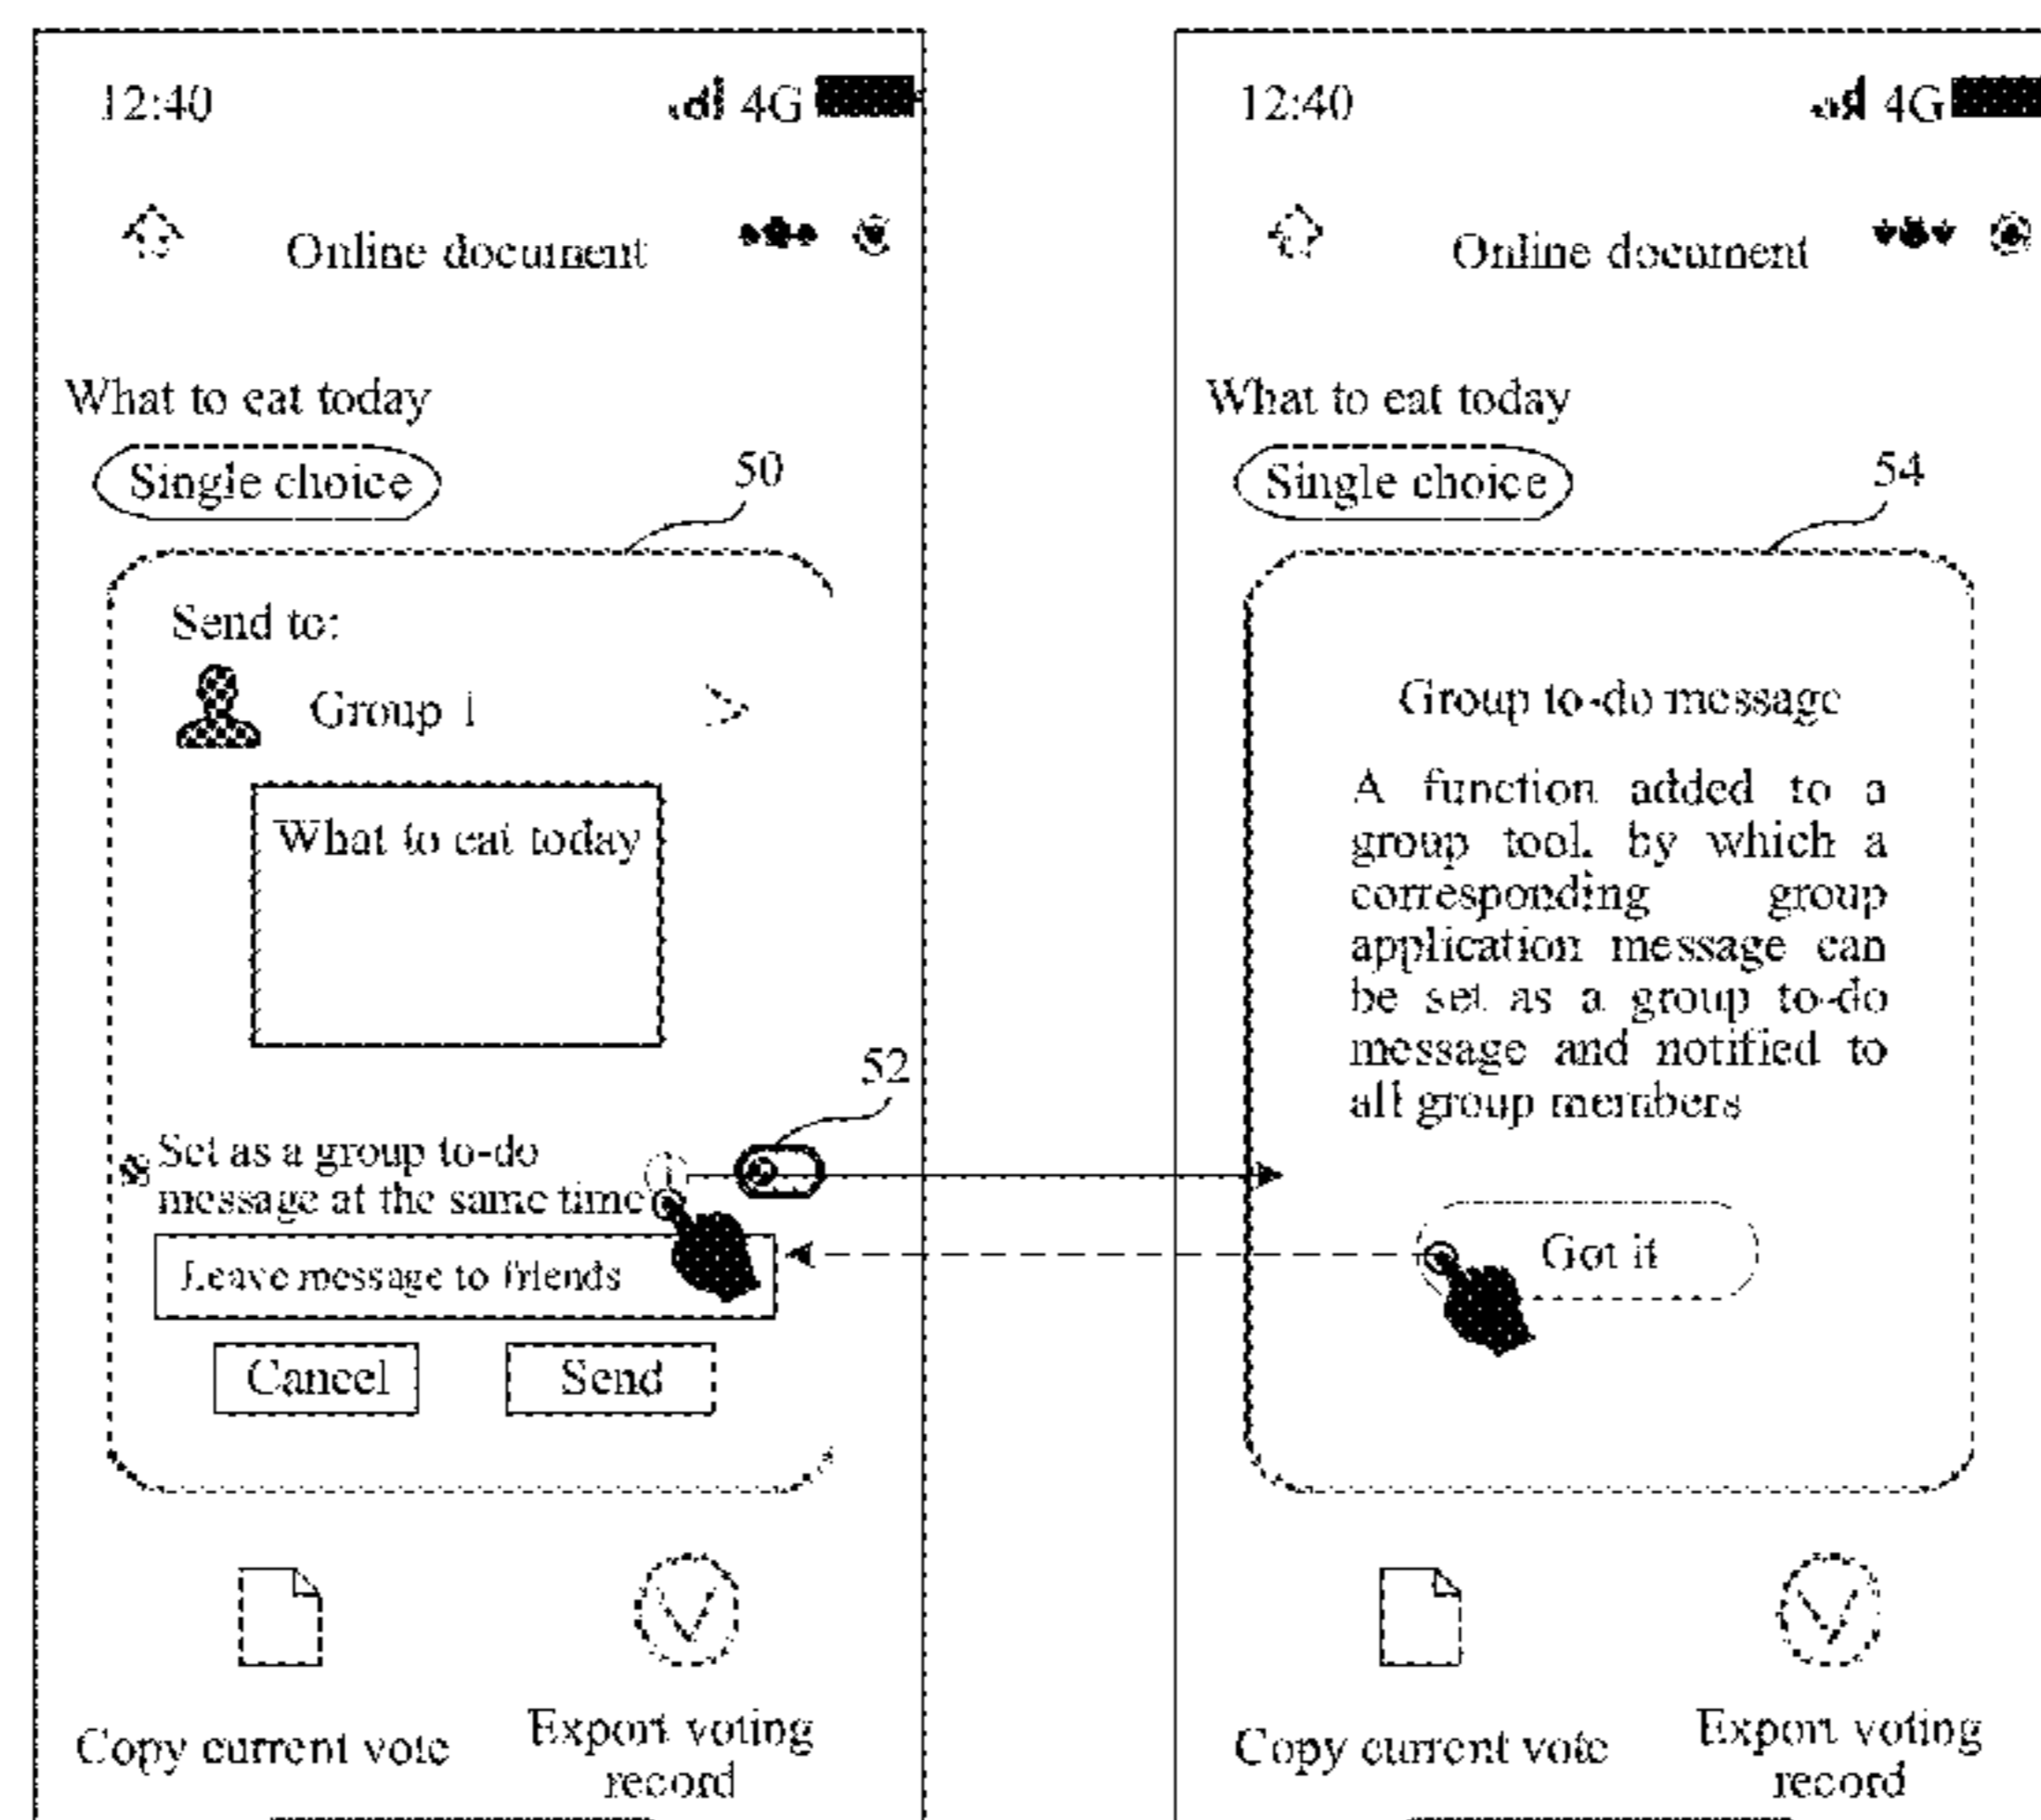 12:40
4G
Online document
What to eat today
Single choice
50
Send to:
Group 1
What to eat today
52
Set as a group to-do
message at the same time
Leave message to friends
Cancel
Send
Copy current vote
Export voting
record
12:40
4G
Online document
What to eat today
Single choice
54
Group to-do message
A function added to a
group tool, by which a
corresponding group
application message can
be set as a group to-do
message and notified to
all group members
Got it
Copy current vote
Export voting
record